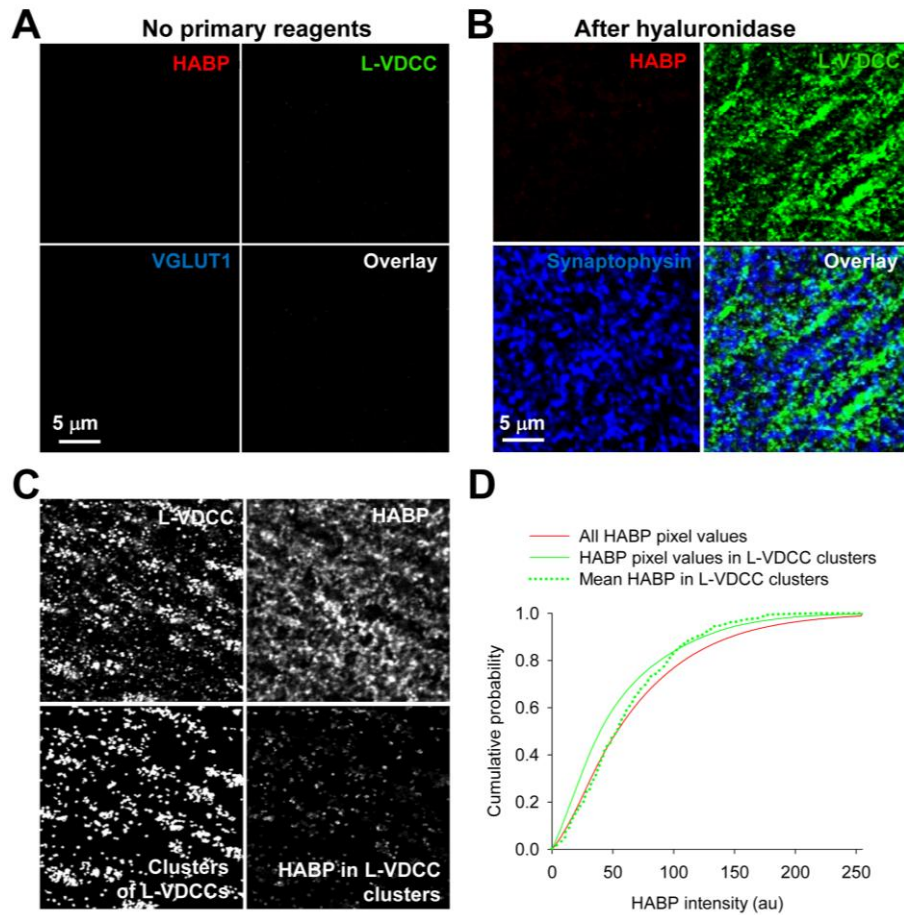 A
No primary reagents
HABP
L-VDCC
VGLUT1
Overlay
5 μm
B
After hyaluronidase
HABP
L-VDCC
Synaptophysin
Overlay
5 μm
C
L-VDCC
HABP
Clusters
of L-VDCCs
HABP in L-VDCC
clusters
D
All HABP pixel values
HABP pixel values in L-VDCC clusters
Mean HABP in L-VDCC clusters
Cumulative probability
1.0
0.8
0.6
0.4
0.2
0.0
0 50 100 150 200 250
HABP intensity (au)